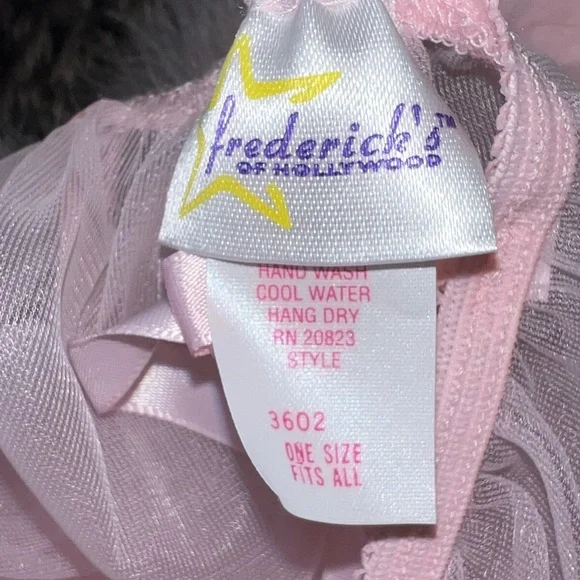 frederick's™
OF HOLLYWOOD
HAND WASH
COOL WATER
HANG DRY
RN 20823
STYLE
3602
ONE SIZE
FITS ALL